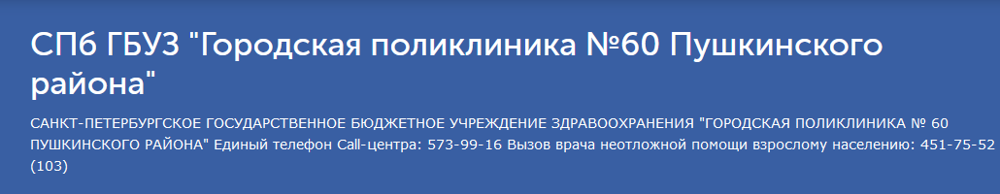 СПб ГБУЗ "Городская поликлиника №60 Пушкинского
района"
САНКТ-ПЕТЕРБУРГСКОЕ ГОСУДАРСТВЕННОЕ БЮДЖЕТНОЕ УЧРЕЖДЕНИЕ ЗДРАВООХРАНЕНИЯ "ГОРОДСКАЯ ПОЛИКЛИНИКА № 60
ПУШКИНСКОГО РАЙОНА" Единый телефон Call-центра: 573-99-16 Вызов врача неотложной помощи взрослому населению: 451-75-52
(103)